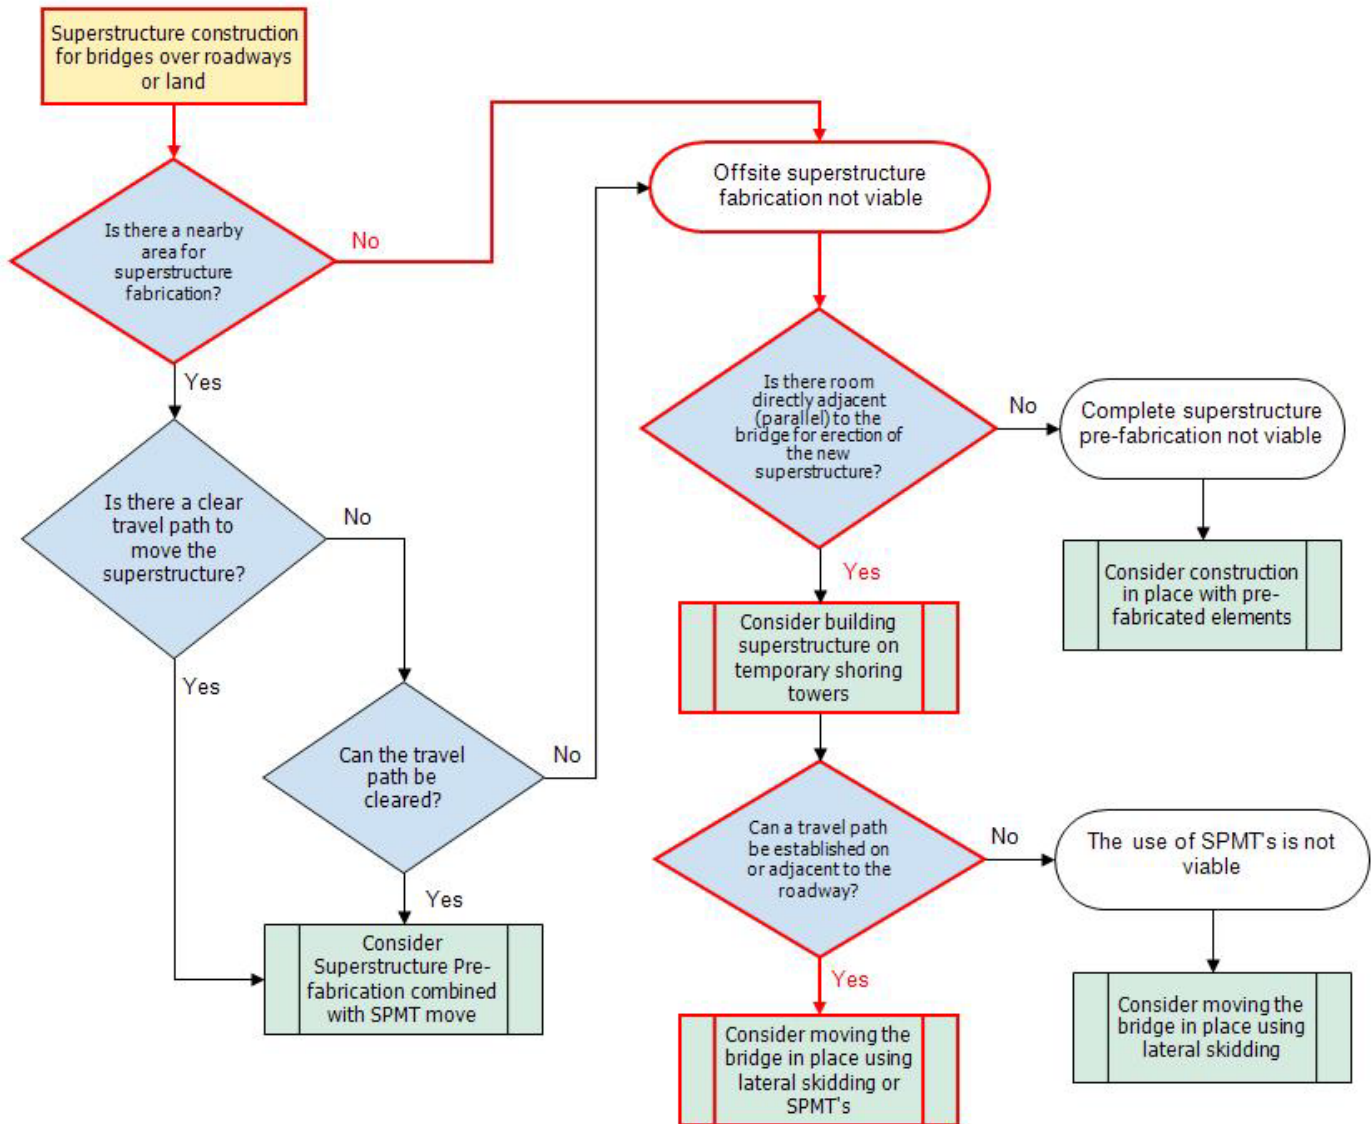 Superstructure construction
for bridges over roadways
or land
Is there a nearby
area for
superstructure
fabrication?
No
Yes
Is there a clear
travel path to
move the
superstructure?
No
Yes
Can the travel
path be
cleared?
No
Yes
Consider
Superstructure Pre-
fabrication combined
with SPMT move
Offsite superstructure
fabrication not viable
Is there room
directly adjacent
(parallel) to the
bridge for erection of
the new
superstructure?
No
Complete superstructure
pre-fabrication not viable
Consider construction
in place with pre-
fabricated elements
Yes
Consider building
superstructure on
temporary shoring
towers
Can a travel path
be established on
or adjacent to the
roadway?
No
The use of SPMT's is not
viable
Consider moving the
bridge in place using
lateral skidding
Yes
Consider moving the
bridge in place using
lateral skidding or
SPMT's